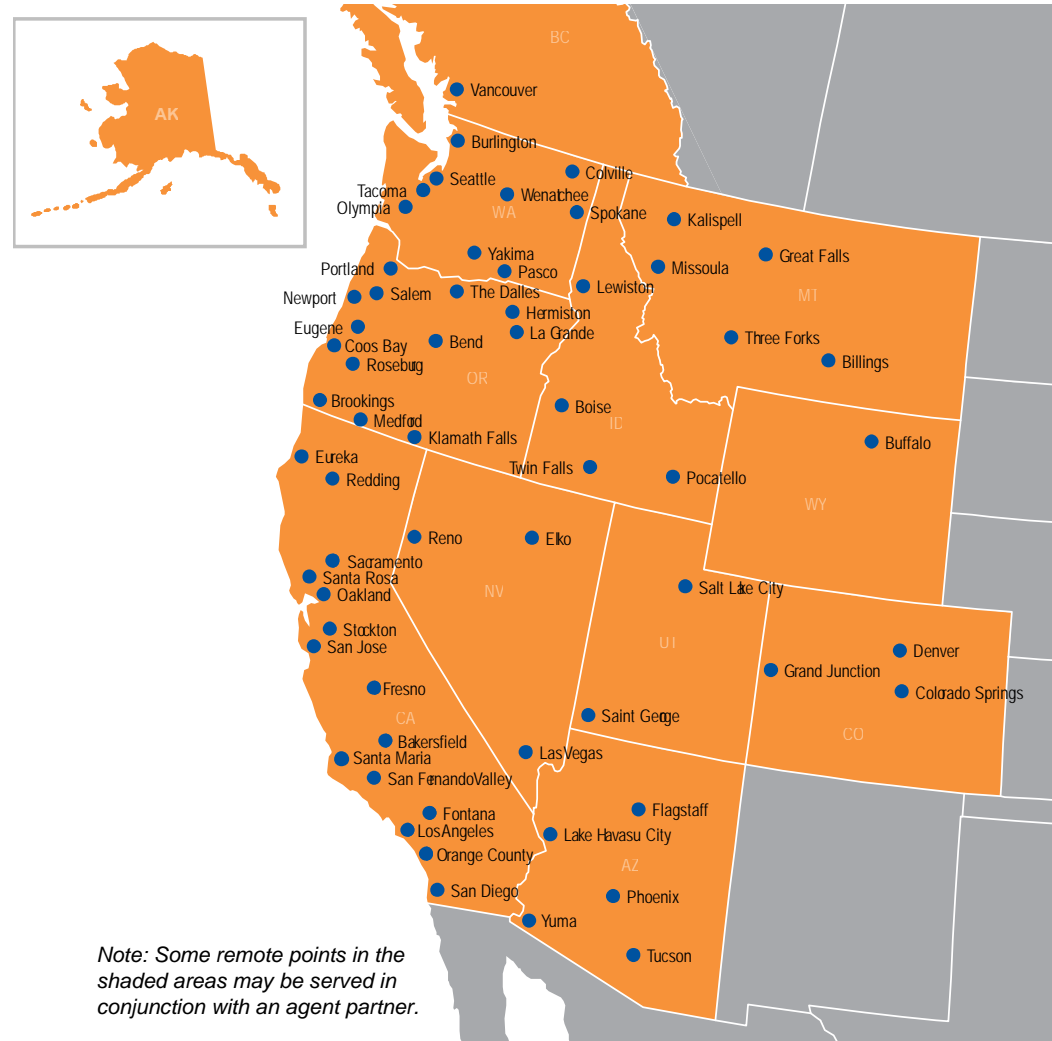 BC
AK
Vancouver
Burlington
Colville
Seattle
Tacoma
Wenatchee
Olympia
WA
Spokane
Kalispell
Yakima
Great Falls
Portland
Pasco
Missoula
Newport
Salem
The Dalles
Lewiston
MT
Hermiston
Eugene
La Grande
Three Forks
Coos Bay
Bend
Roseburg
Billings
OR
Brookings
Boise
Medford
ID
Klamath Falls
Buffalo
Eureka
Twin Falls
Redding
Pocatello
WY
Reno
Elko
Sacramento
Santa Rosa
Salt Lake City
Oakland
NV
Stockton
San Jose
UT
Denver
Grand Junction
Fresno
Colorado Springs
CA
Saint George
CO
Bakersfield
Las Vegas
Santa Maria
San Fernando Valley
Fontana
Flagstaff
Los Angeles
Lake Havasu City
Orange County
AZ
San Diego
Phoenix
Yuma
Tucson
Note: Some remote points in the
shaded areas may be served in
conjunction with an agent partner.